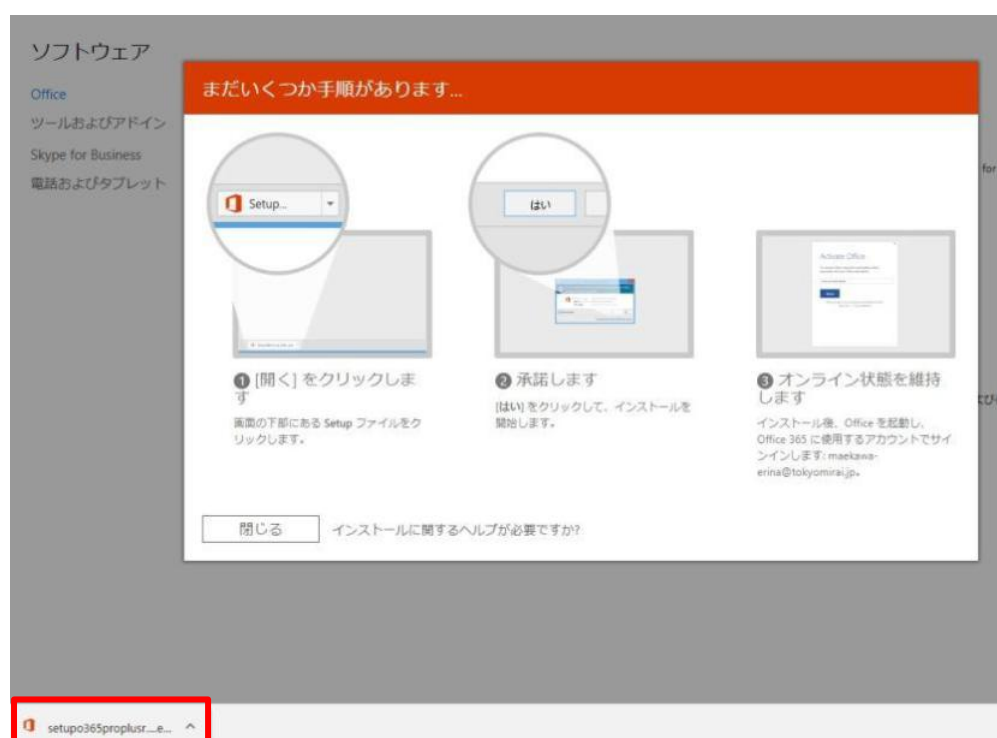 ソフトウェア
Office
ツールおよびアドイン
Skype for Business
電話およびタブレット
まだいくつか手順があります...
Setup...
はい
Activate Office
for
❶ [開く] をクリックしま
す
画面の下部にある Setup ファイルをク
リックします。
❷ 承諾します
[はい] をクリックして、インストールを
開始します。
❸ オンライン状態を維持
します
インストール後、Office を起動し、
Office 365 に使用するアカウントでサイ
ンインします: maekawa-
erina@tokyomirai.jp。
閉じる
インストールに関するヘルプが必要ですか?
setupo365proplusr....e...